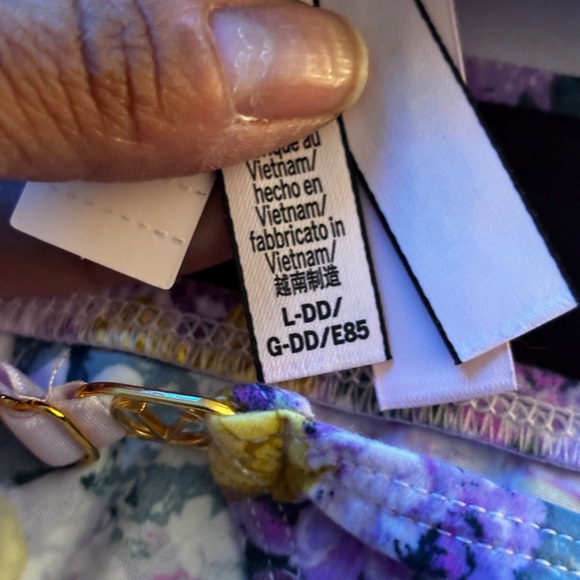 Vietnam/
hecho en
Vietnam/
fabbricato in
Vietnam/
越南制造
L-DD/
G-DD/E85